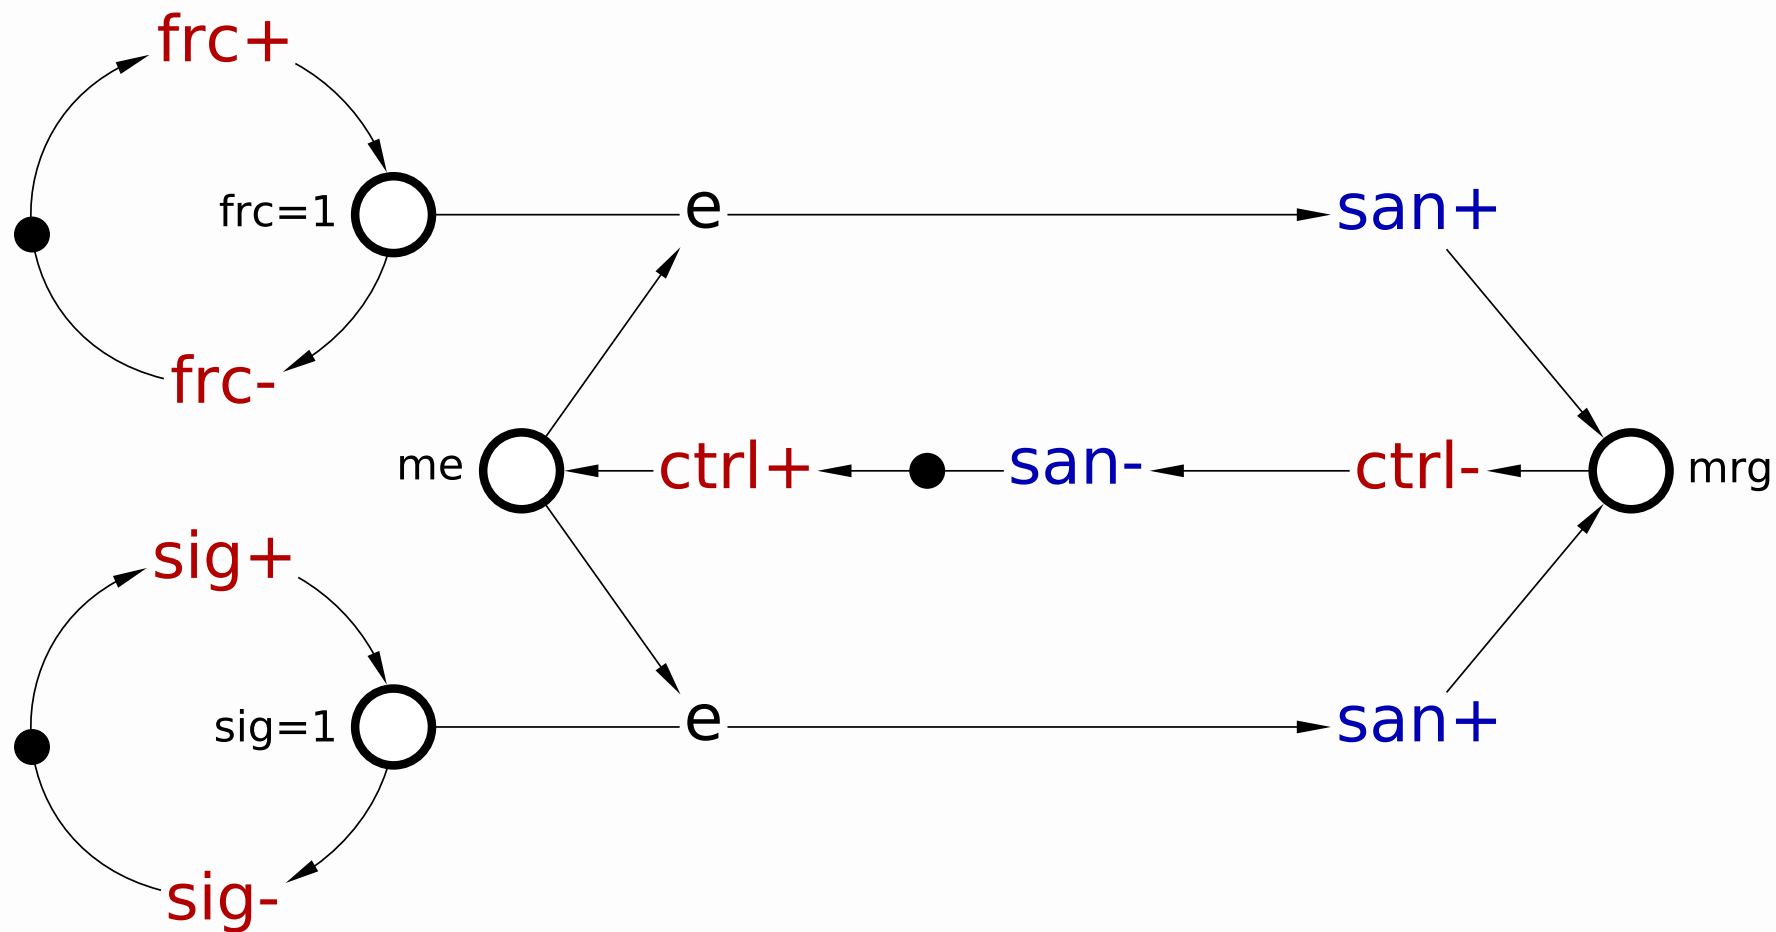 frc+
frc=1
e
san+
frc-
me
ctrl+
san-
ctrl-
mrg
sig+
sig=1
e
san+
sig-